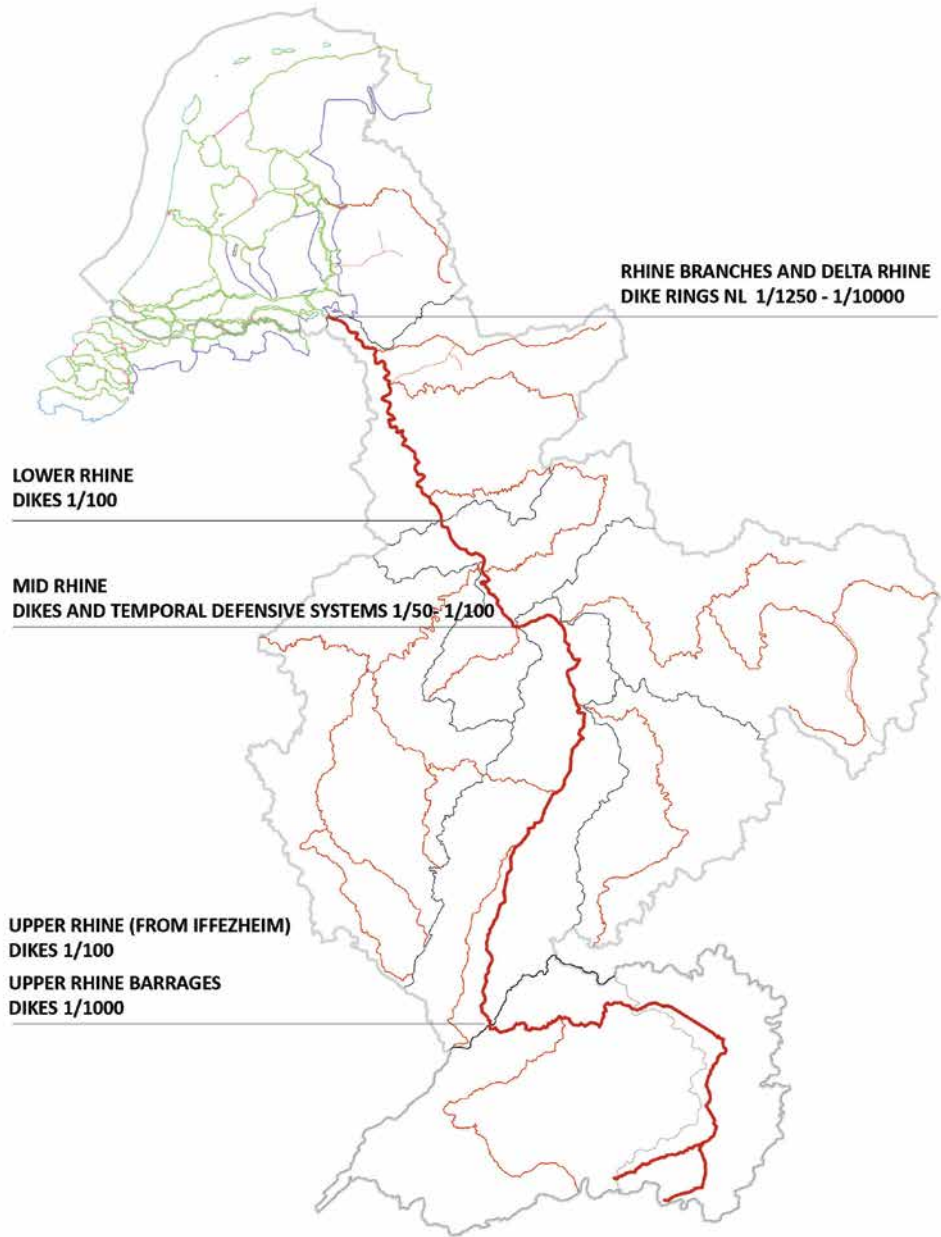 RHINE BRANCHES AND DELTA RHINE
DIKE RINGS NL 1/1250 - 1/10000
LOWER RHINE
DIKES 1/100
MID RHINE
DIKES AND TEMPORAL DEFENSIVE SYSTEMS 1/50- 1/100
UPPER RHINE (FROM IFFEZHEIM)
DIKES 1/100
UPPER RHINE BARRAGES
DIKES 1/1000